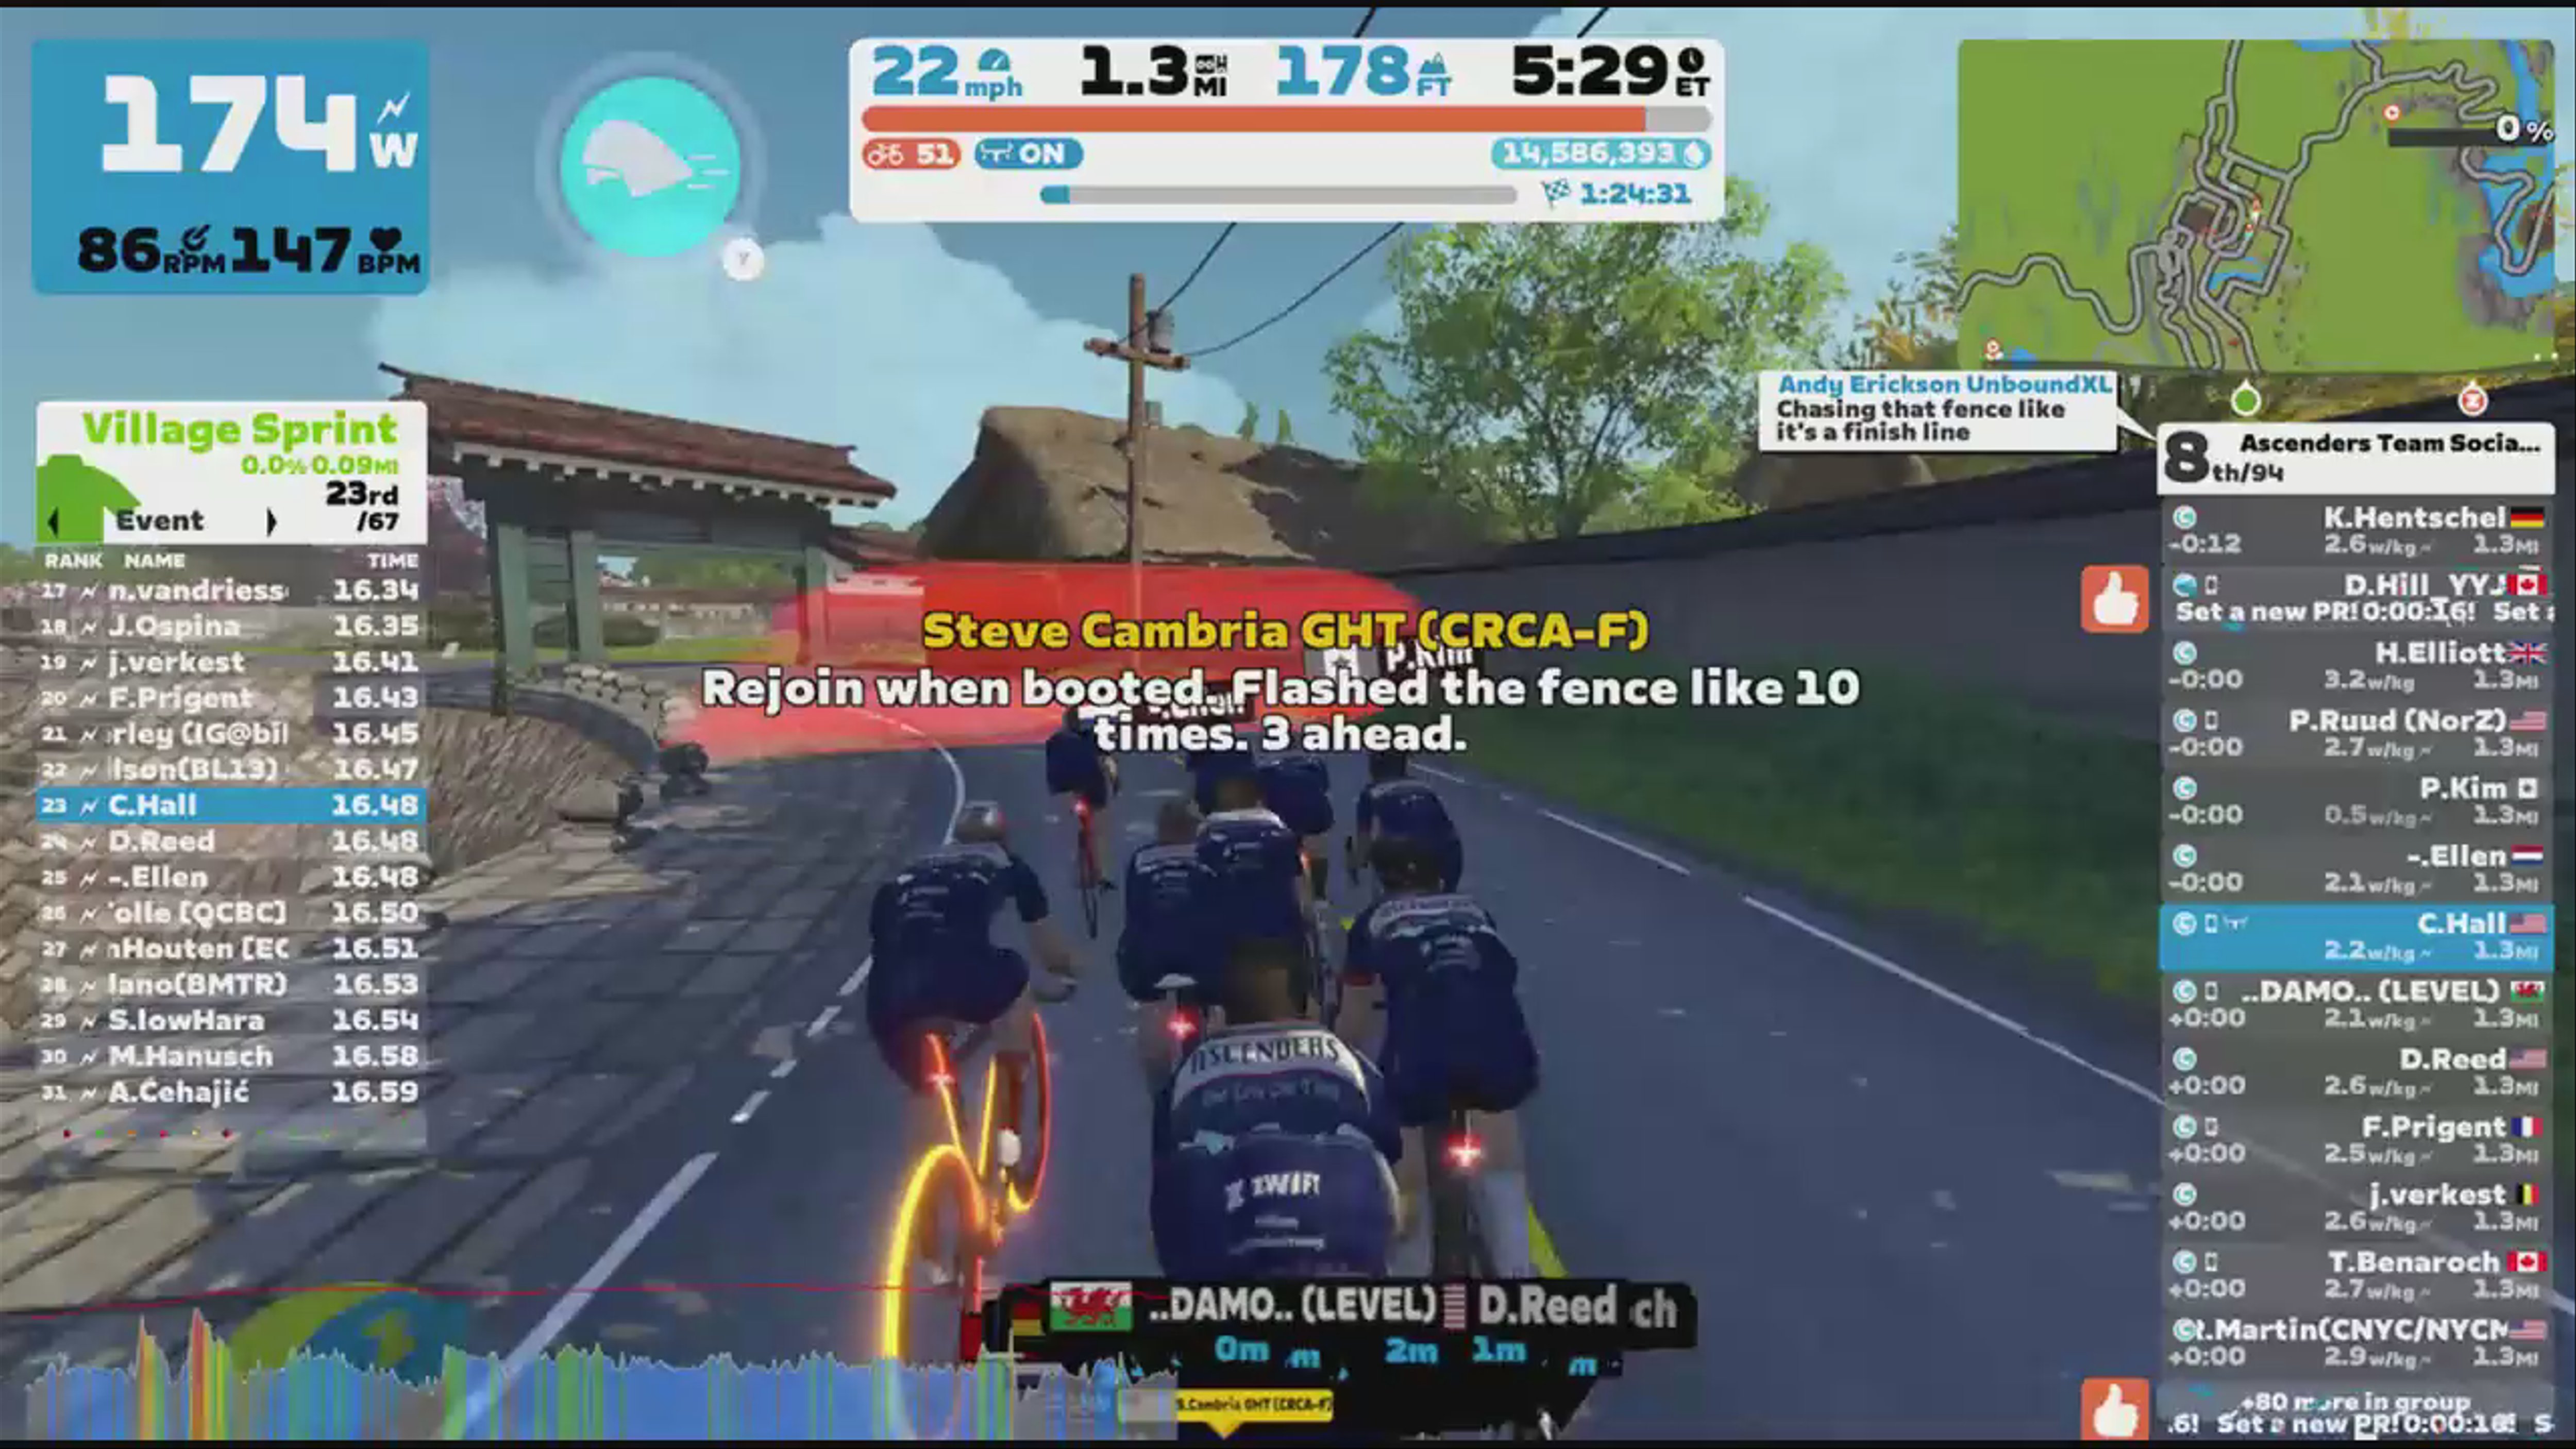 174 W
86 RPM 147 BPM
Y
22 mph 1.3 MI 178 FT 5:29 ET
51 ON 14,586,393
1:24:31
0%
Village Sprint
0.0% 0.09MI
23rd
/67
Event
RANK NAME TIME
17 n.vandriess 16.34
18 J.Ospina 16.35
19 j.verkest 16.41
20 F.Prigent 16.43
21 rley (IG@bil 16.45
22 lson(BL13) 16.47
23 C.Hall 16.48
24 D.Reed 16.48
25 -.Ellen 16.48
26 'olle [QCBC] 16.50
27 nHouten [EC 16.51
28 lano(BMTR) 16.53
29 S.lowHara 16.54
30 M.Hanusch 16.58
31 A.Čehajić 16.59
Steve Cambria GHT (CRCA-F)
Rejoin when booted. Flashed the fence like 10
times. 3 ahead.
P.Kim
ASCENDERS
ZWIFT
..DAMO.. (LEVEL) D.Reed ch
0m m 2m 1m m
S.Cambria GHT (CRCA-F)
Andy Erickson UnboundXL
Chasing that fence like
it's a finish line
8th/94 Ascenders Team Socia...
K.Hentschel
-0:12 2.6w/kg 1.3MI
D.Hill_YYJ
Set a new PR! 0:00:16! Set a
H.Elliott
-0:00 3.2w/kg 1.3MI
P.Ruud (NorZ)
-0:00 2.7w/kg 1.3MI
P.Kim
-0:00 0.5w/kg 1.3MI
-.Ellen
-0:00 2.1w/kg 1.3MI
C.Hall
2.2w/kg 1.3MI
..DAMO.. (LEVEL)
+0:00 2.1w/kg 1.3MI
D.Reed
+0:00 2.6w/kg 1.3MI
F.Prigent
+0:00 2.5w/kg 1.3MI
j.verkest
+0:00 2.6w/kg 1.3MI
T.Benaroch
+0:00 2.7w/kg 1.3MI
.Martin(CNYC/NYCM
+0:00 2.9w/kg 1.3MI
+80 more in group
.6! Set a new PR! 0:00:16! S